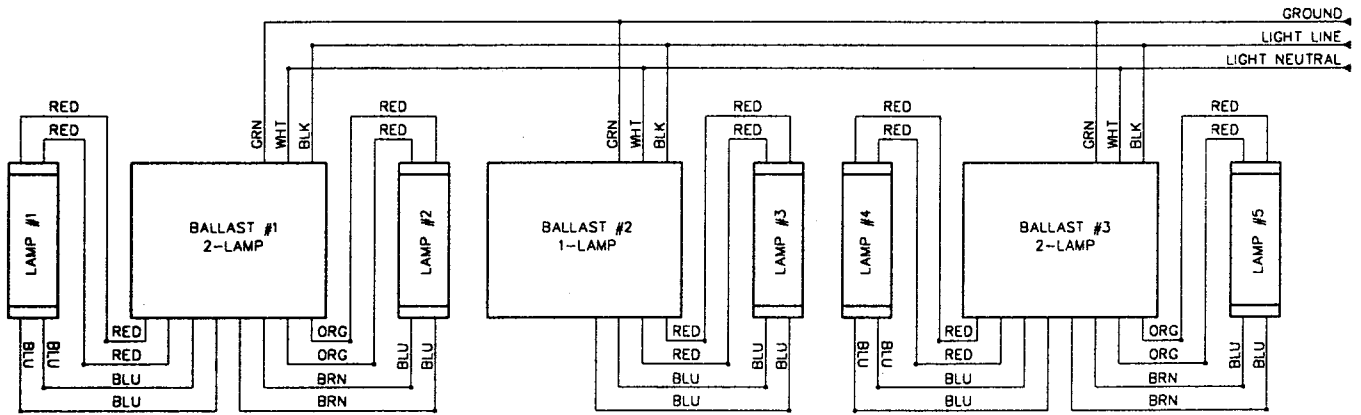 GROUND
LIGHT LINE
LIGHT NEUTRAL
RED
RED
GRN
WHT
BLK
RED
RED
GRN
WHT
BLK
RED
RED
RED
RED
GRN
WHT
BLK
RED
RED
LAMP #1
BALLAST #1
2-LAMP
LAMP #2
BALLAST #2
1-LAMP
LAMP #3
LAMP #4
BALLAST #3
2-LAMP
LAMP #5
BLU
BLU
RED
RED
BLU
BLU
ORG
ORG
BRN
BRN
BLU
BLU
RED
RED
BLU
BLU
BLU
BLU
BLU
BLU
RED
RED
BLU
BLU
ORG
ORG
BRN
BRN
BLU
BLU